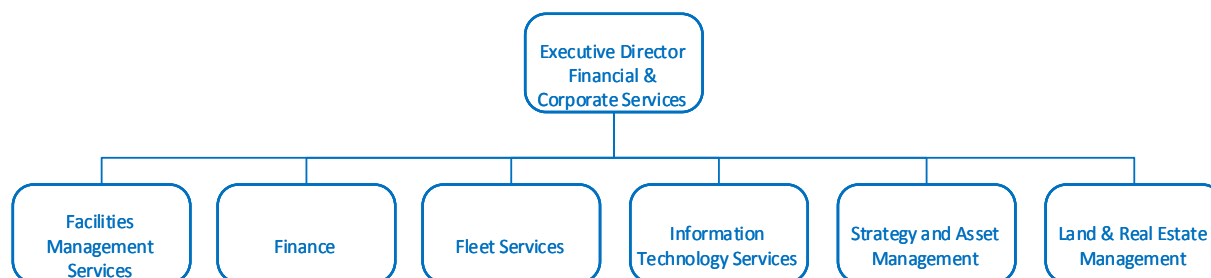 Executive Director
Financial &
Corporate Services
Facilities
Management
Services
Finance
Fleet Services
Information
Technology Services
Strategy and Asset
Management
Land & Real Estate
Management